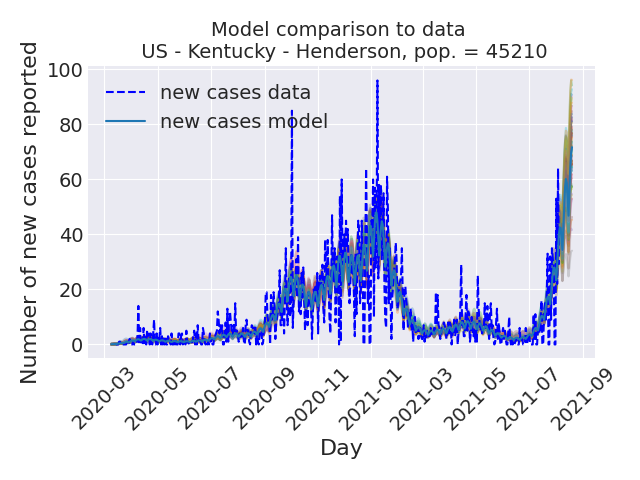 Model comparison to data
US - Kentucky - Henderson, pop. = 45210
Number of new cases reported
100
80
60
40
20
0
new cases data
new cases model
2020-03
2020-05
2020-07
2020-09
2020-11
2021-01
2021-03
2021-05
2021-07
2021-09
Day